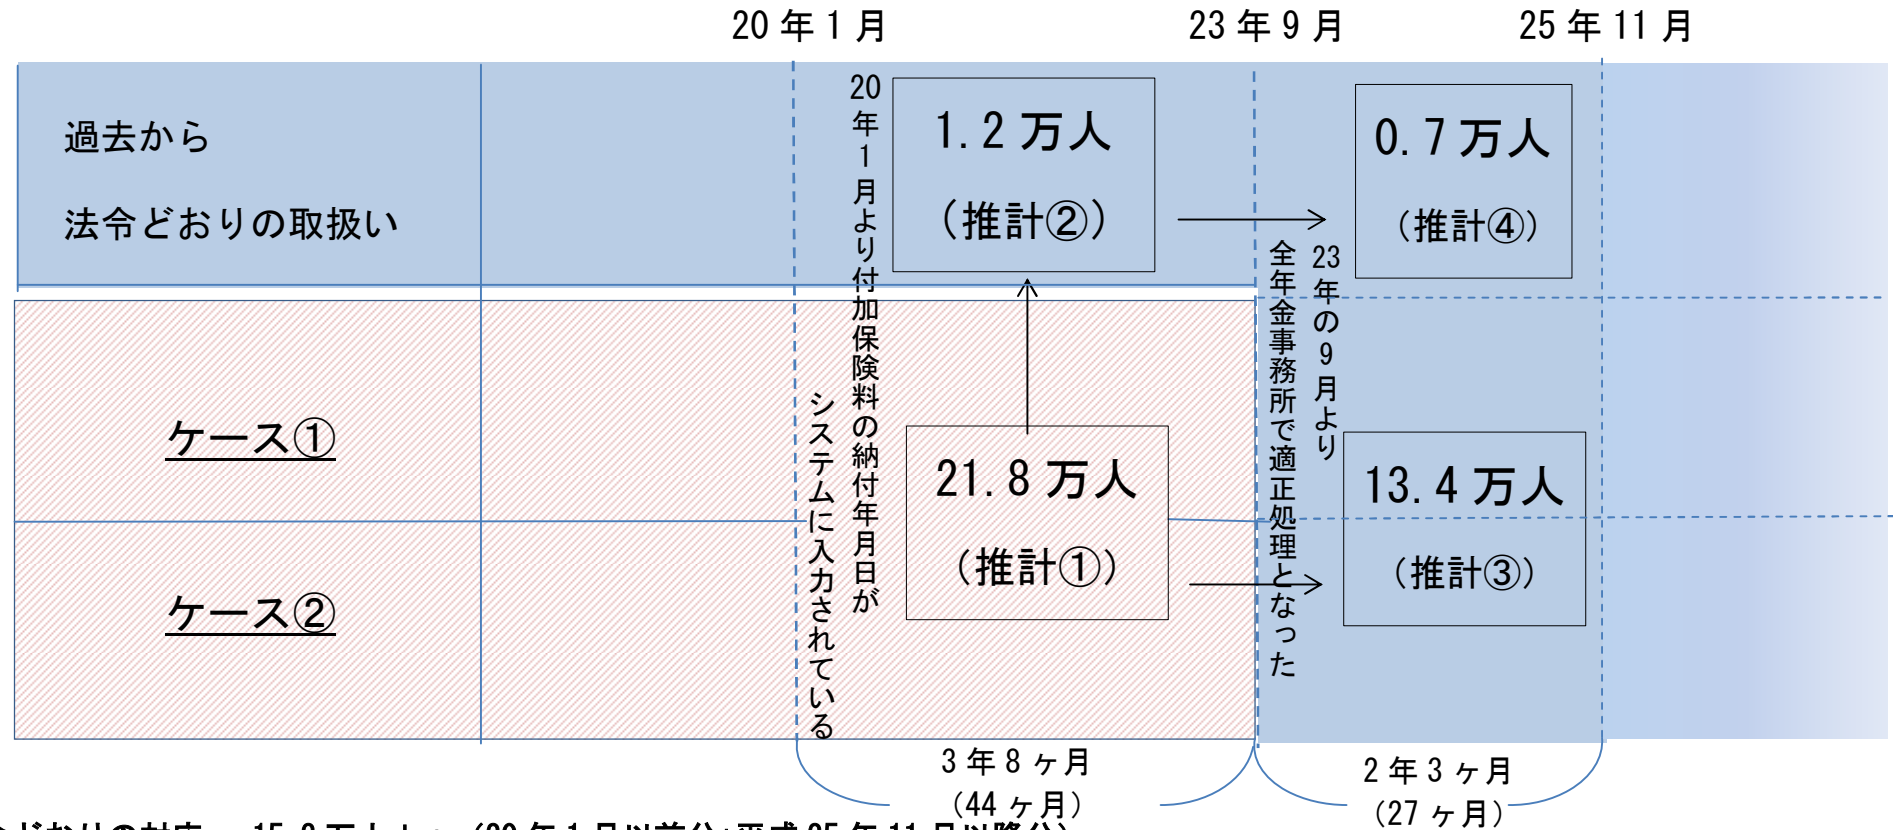 20年1月
23年9月
25年11月
過去から
法令どおりの取扱い
20年1月より付加保険料の納付年月日が
システムに入力されている
1.2万人
(推計②)
0.7万人
(推計④)
23年の9月より
全年金事務所で適正処理となった
ケース①
21.8万人
(推計①)
13.4万人
(推計③)
ケース②
3年8ヶ月
(44ヶ月)
2年3ヶ月
(27ヶ月)